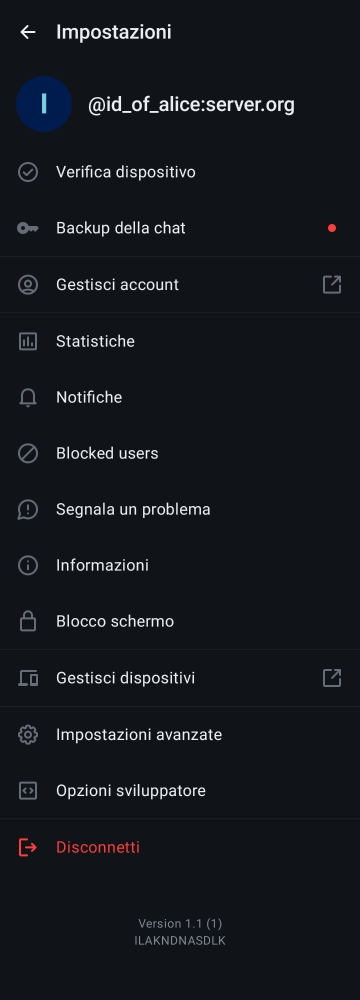 Impostazioni
I
@id_of_alice:server.org
Verifica dispositivo
Backup della chat
Gestisci account
Statistiche
Notifiche
Blocked users
Segnala un problema
Informazioni
Blocco schermo
Gestisci dispositivi
Impostazioni avanzate
Opzioni sviluppatore
Disconnetti
Version 1.1 (1)
ILAKNDNASDLK